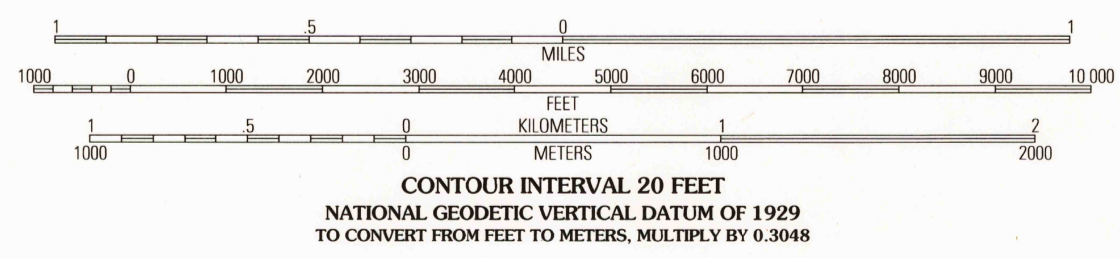 1 .5 0 1
MILES
1000 0 1000 2000 3000 4000 5000 6000 7000 8000 9000 10 000
FEET
1 .5 0 KILOMETERS 1 2
1000 0 METERS 1000 2000
CONTOUR INTERVAL 20 FEET
NATIONAL GEODETIC VERTICAL DATUM OF 1929
TO CONVERT FROM FEET TO METERS, MULTIPLY BY 0.3048